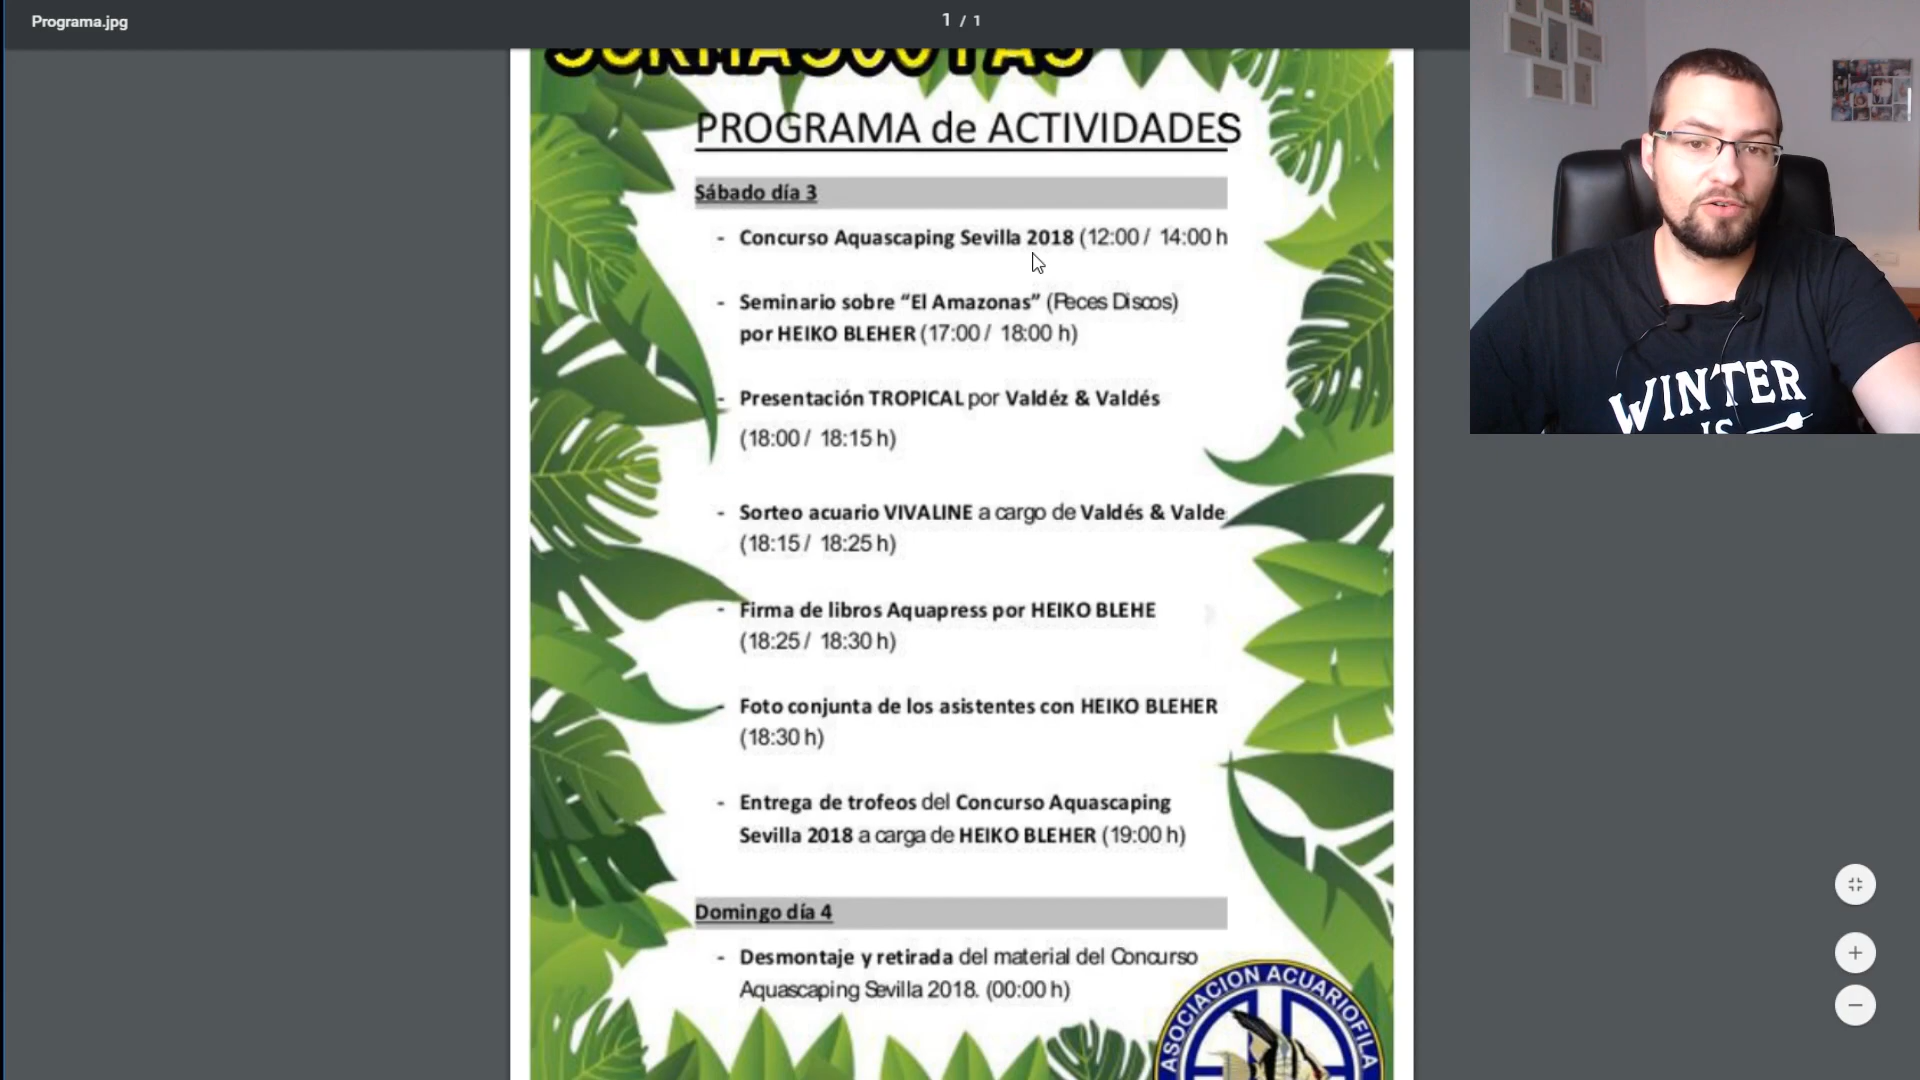 Programa.jpg
1 / 1
SURMASCOTAS
PROGRAMA de ACTIVIDADES
Sábado día 3
- Concurso Aquascaping Sevilla 2018 (12:00 / 14:00 h
- Seminario sobre “El Amazonas” (Peces Discos)
por HEIKO BLEHER (17:00 / 18:00 h)
- Presentación TROPICAL por Valdéz & Valdés
(18:00 / 18:15 h)
- Sorteo acuario VIVALINE a cargo de Valdés & Valde
(18:15 / 18:25 h)
- Firma de libros Aquapress por HEIKO BLEHE
(18:25 / 18:30 h)
- Foto conjunta de los asistentes con HEIKO BLEHER
(18:30 h)
- Entrega de trofeos del Concurso Aquascaping
Sevilla 2018 a carga de HEIKO BLEHER (19:00 h)
Domingo día 4
- Desmontaje y retirada del material del Concurso
Aquascaping Sevilla 2018. (00:00 h)
ASOCIACION ACUARIOFILA
WINTER
IS